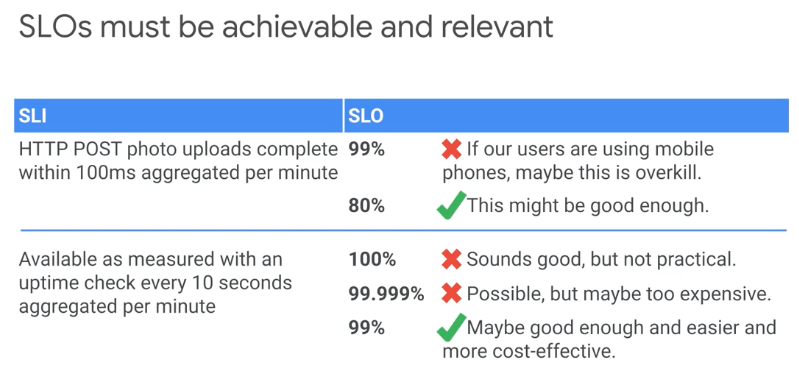 SLOs must be achievable and relevant
SLI SLO
HTTP POST photo uploads complete
within 100ms aggregated per minute
99% If our users are using mobile
phones, maybe this is overkill.
80% This might be good enough.
Available as measured with an
uptime check every 10 seconds
aggregated per minute
100% Sounds good, but not practical.
99.999% Possible, but maybe too expensive.
99% Maybe good enough and easier and
more cost-effective.